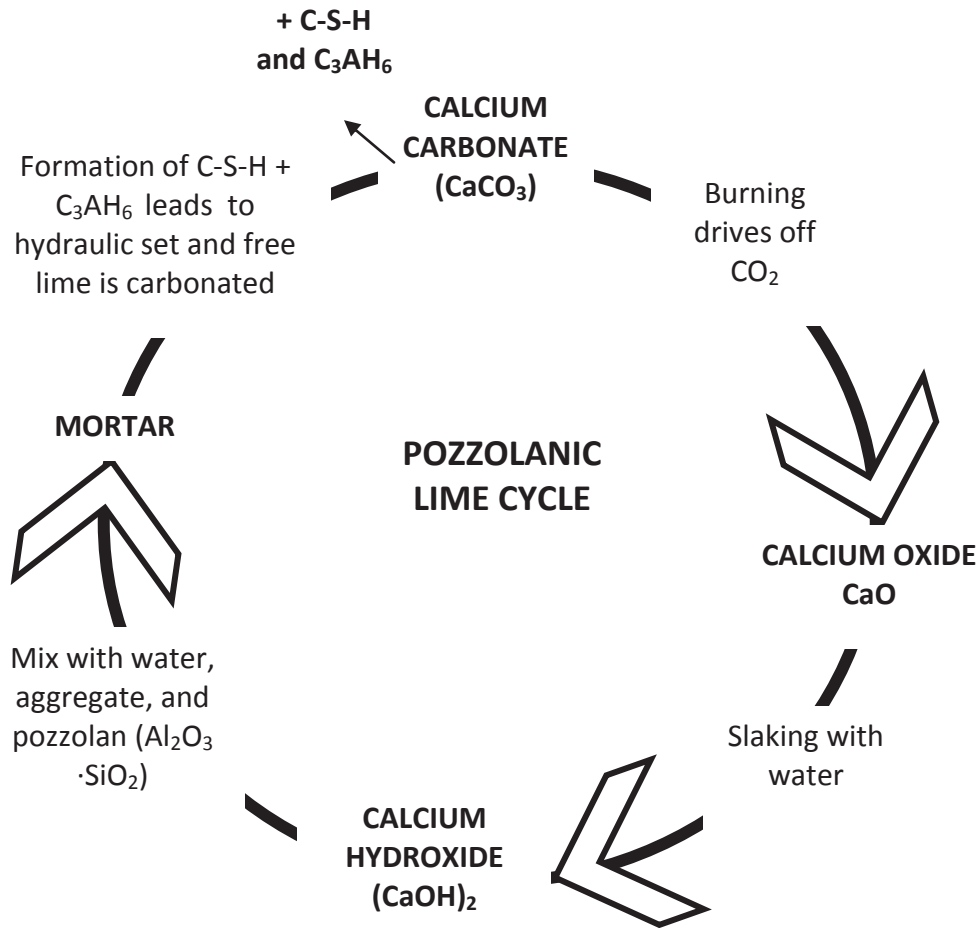 + C-S-H
and C₃AH₆
CALCIUM
CARBONATE
(CaCO₃)
Burning
drives off
CO₂
CALCIUM OXIDE
CaO
Slaking with
water
CALCIUM
HYDROXIDE
(CaOH)₂
Mix with water,
aggregate, and
pozzolan (Al₂O₃
·SiO₂)
MORTAR
Formation of C-S-H +
C₃AH₆ leads to
hydraulic set and free
lime is carbonated
POZZOLANIC
LIME CYCLE